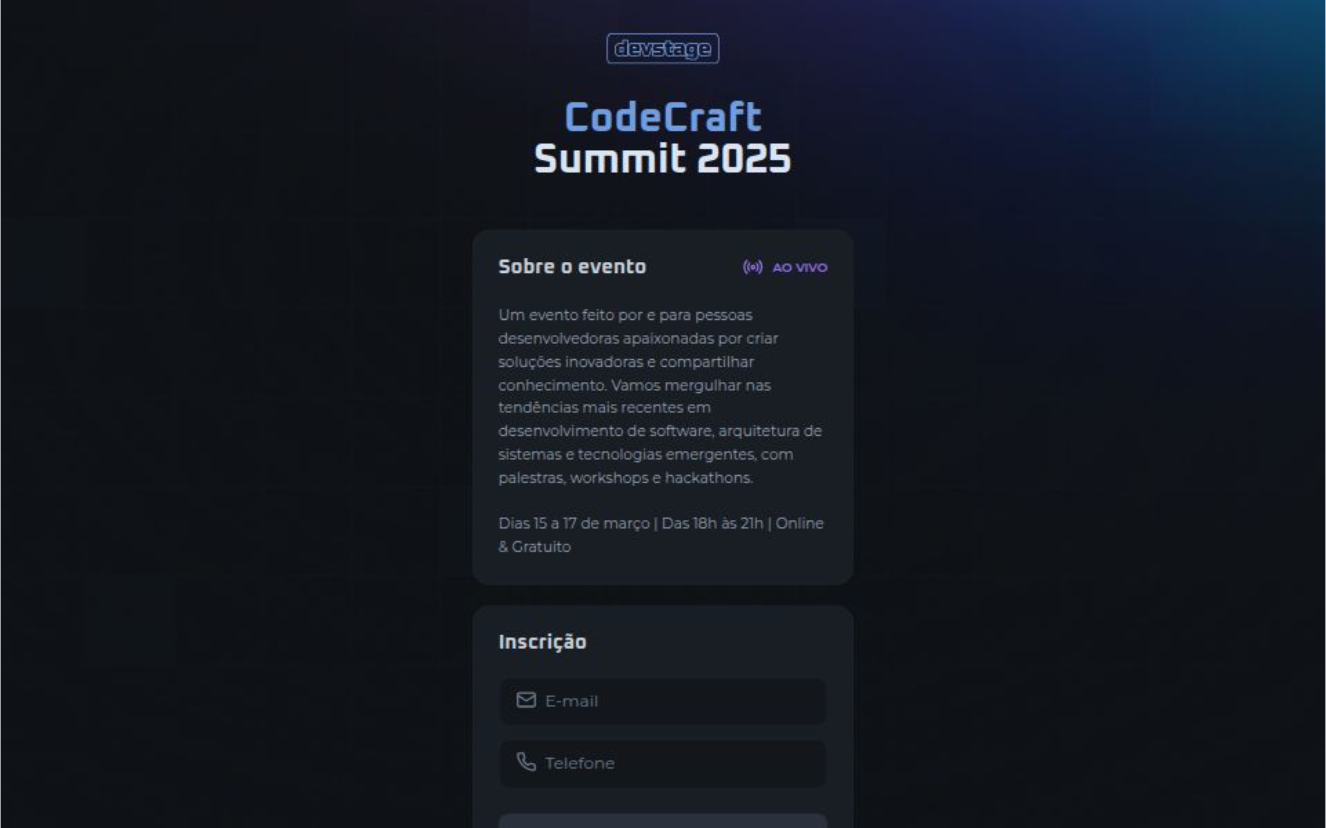 devstage
CodeCraft
Summit 2025
Sobre o evento
AO VIVO
Um evento feito por e para pessoas
desenvolvedoras apaixonadas por criar
soluções inovadoras e compartilhar
conhecimento. Vamos mergulhar nas
tendências mais recentes em
desenvolvimento de software, arquitetura de
sistemas e tecnologias emergentes, com
palestras, workshops e hackathons.
Dias 15 a 17 de março | Das 18h às 21h | Online
& Gratuito
Inscrição
E-mail
Telefone